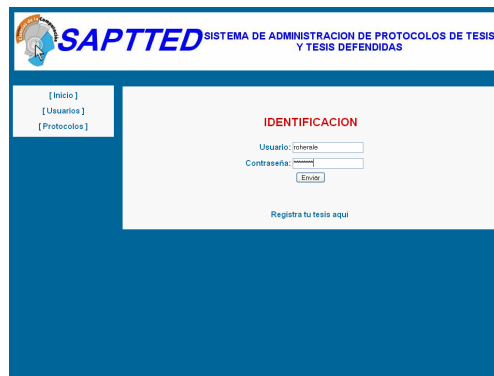 SAPTTED
SISTEMA DE ADMINISTRACION DE PROTOCOLOS DE TESIS
Y TESIS DEFENDIDAS
[ Inicio ]
[ Usuarios ]
[ Protocolos ]
IDENTIFICACION
Usuario: roherale
Contraseña: *********
Enviar
Registra tu tesis aqui